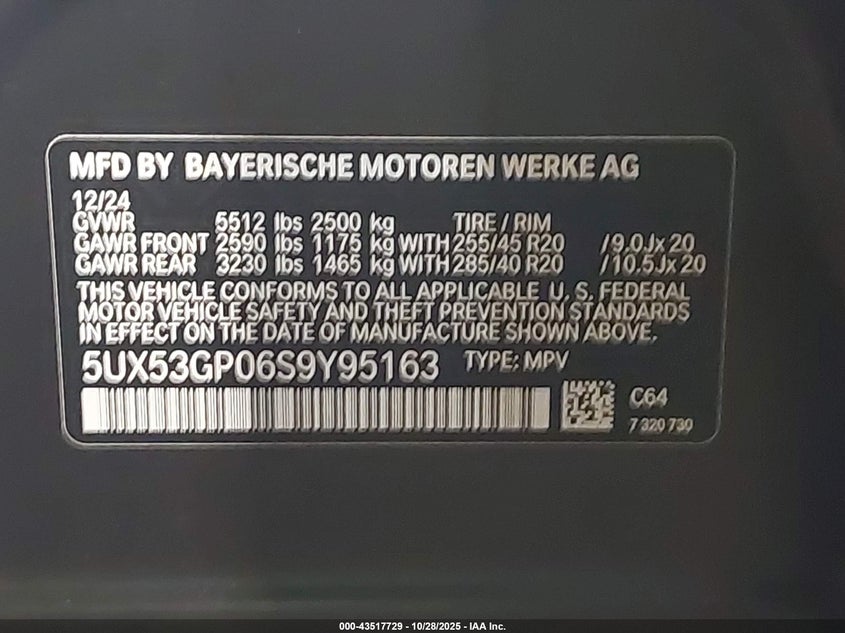 MFD BY BAYERISCHE MOTOREN WERKE AG
12/24
GVWR 5512 lbs 2500 kg TIRE / RIM
GAWR FRONT 2590 lbs 1175 kg WITH 255/45 R20 /9.0Jx20
GAWR REAR 3230 lbs 1465 kg WITH 285/40 R20 /10.5Jx20
THIS VEHICLE CONFORMS TO ALL APPLICABLE U. S. FEDERAL
MOTOR VEHICLE SAFETY AND THEFT PREVENTION STANDARDS
IN EFFECT ON THE DATE OF MANUFACTURE SHOWN ABOVE.
5UX53GP06S9Y95163 TYPE: MPV
C64
7 320 730
000-43517729 - 10/28/2025 - IAA Inc.